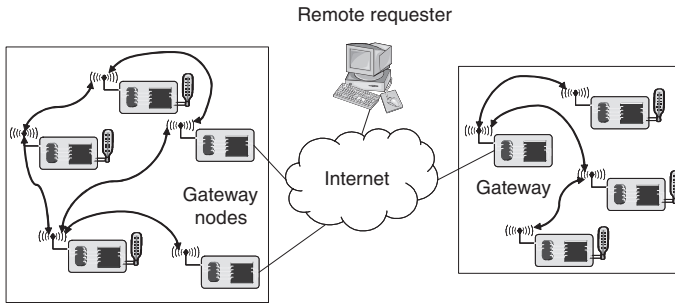 Remote requester
Gateway
nodes
Internet
Gateway